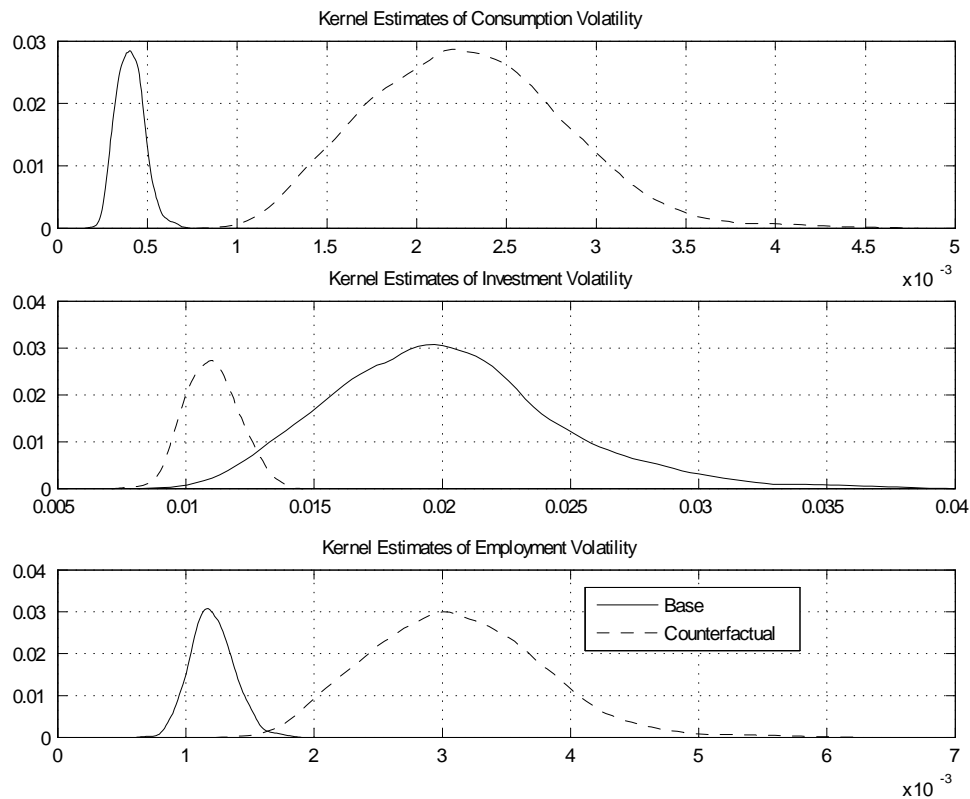 Kernel Estimates of Consumption Volatility
0.03
0.02
0.01
0
0 0.5 1 1.5 2 2.5 3 3.5 4 4.5 5
x10 -3
Kernel Estimates of Investment Volatility
0.04
0.03
0.02
0.01
0
0.005 0.01 0.015 0.02 0.025 0.03 0.035 0.04
Kernel Estimates of Employment Volatility
0.04
0.03
0.02
0.01
0
Base
Counterfactual
0 1 2 3 4 5 6 7
x10 -3